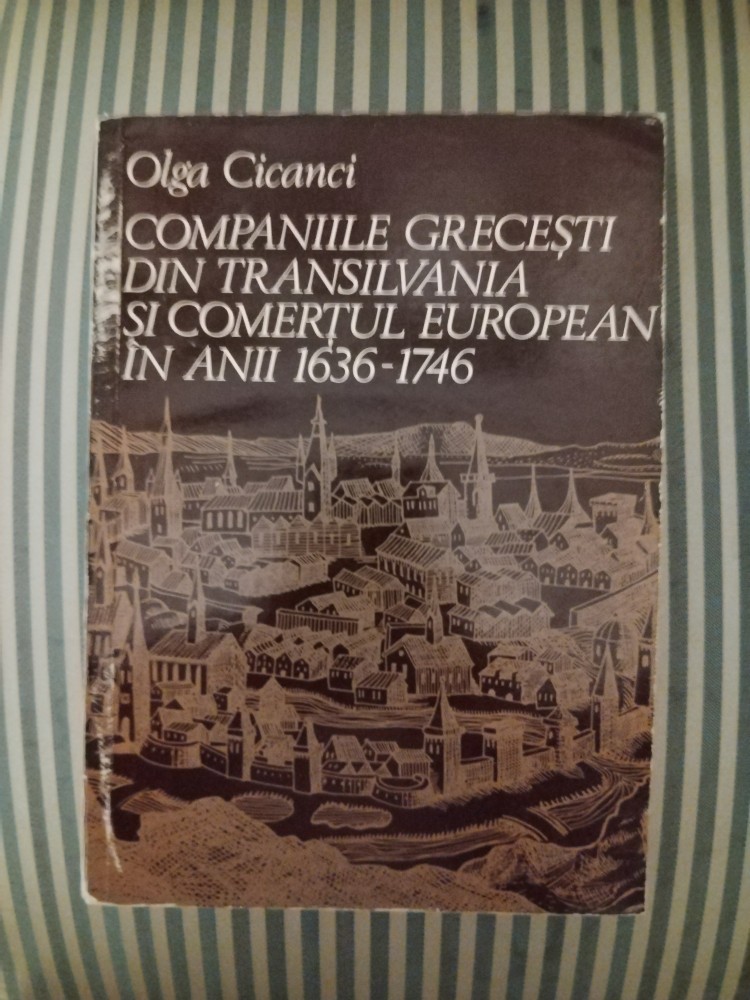 Olga Cicanci
COMPANIILE GRECEȘTI
DIN TRANSILVANIA
ȘI COMERȚUL EUROPEAN
ÎN ANII 1636-1746